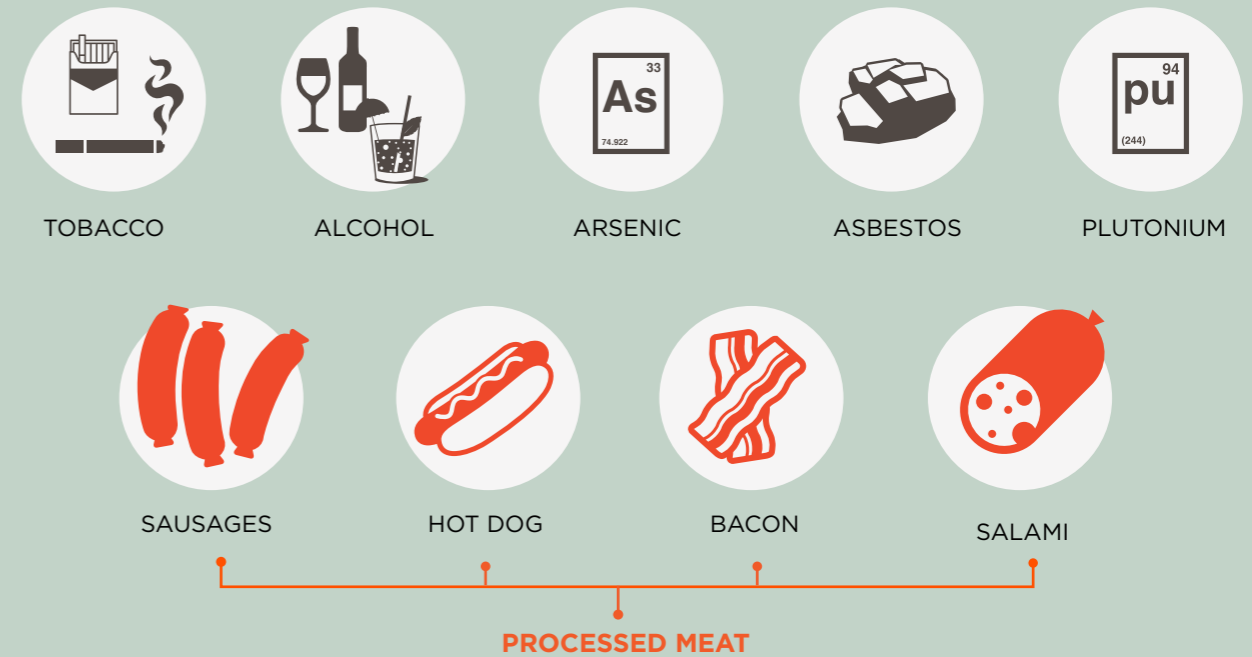 33
As
74.922
94
pu
(244)
TOBACCO
ALCOHOL
ARSENIC
ASBESTOS
PLUTONIUM
SAUSAGES
HOT DOG
BACON
SALAMI
PROCESSED MEAT